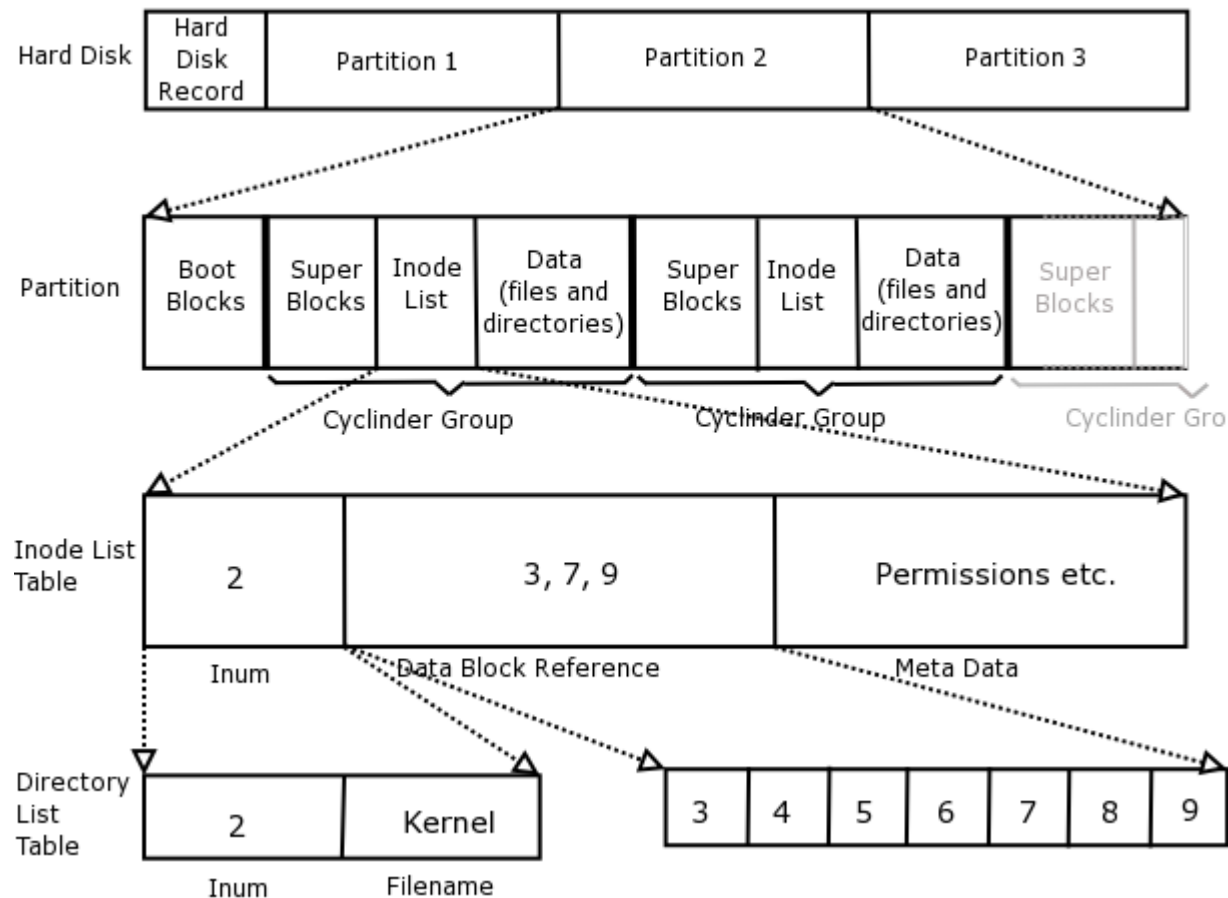 Hard Disk
Hard
Disk
Record
Partition 1
Partition 2
Partition 3
Partition
Boot
Blocks
Super
Blocks
Inode
List
Data
(files and
directories)
Super
Blocks
Inode
List
Data
(files and
directories)
Super
Blocks
Cyclinder Group
Cyclinder Group
Cyclinder Gro
Inode List
Table
2
3, 7, 9
Permissions etc.
Inum
Data Block Reference
Meta Data
Directory
List
Table
2
Kernel
3
4
5
6
7
8
9
Inum
Filename